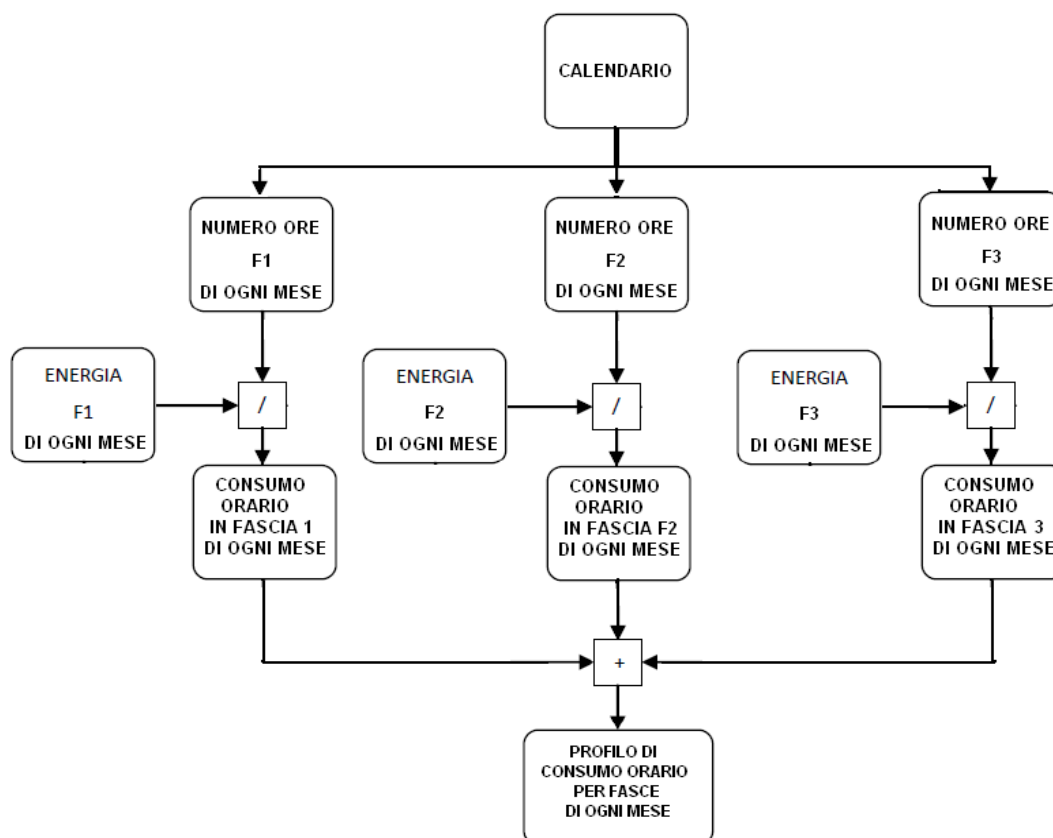 CALENDARIO
NUMERO ORE
F1
DI OGNI MESE
NUMERO ORE
F2
DI OGNI MESE
NUMERO ORE
F3
DI OGNI MESE
ENERGIA
F1
DI OGNI MESE
/
ENERGIA
F2
DI OGNI MESE
/
ENERGIA
F3
DI OGNI MESE
/
CONSUMO
ORARIO
IN FASCIA 1
DI OGNI MESE
CONSUMO
ORARIO
IN FASCIA F2
DI OGNI MESE
CONSUMO
ORARIO
IN FASCIA 3
DI OGNI MESE
+
PROFILO DI
CONSUMO ORARIO
PER FASCE
DI OGNI MESE